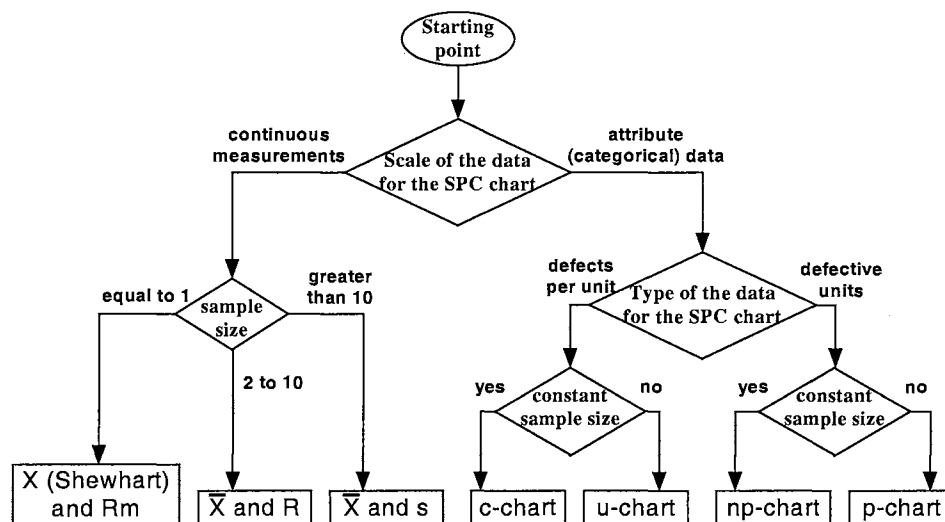 Starting
point
continuous
measurements
attribute
(categorical) data
Scale of the data
for the SPC chart
equal to 1
sample
size
greater
than 10
2 to 10
defects
per unit
defective
units
Type of the data
for the SPC chart
yes
constant
sample size
no
yes
constant
sample size
no
X (Shewhart)
and Rm
X̅ and R
X̅ and s
c-chart
u-chart
np-chart
p-chart